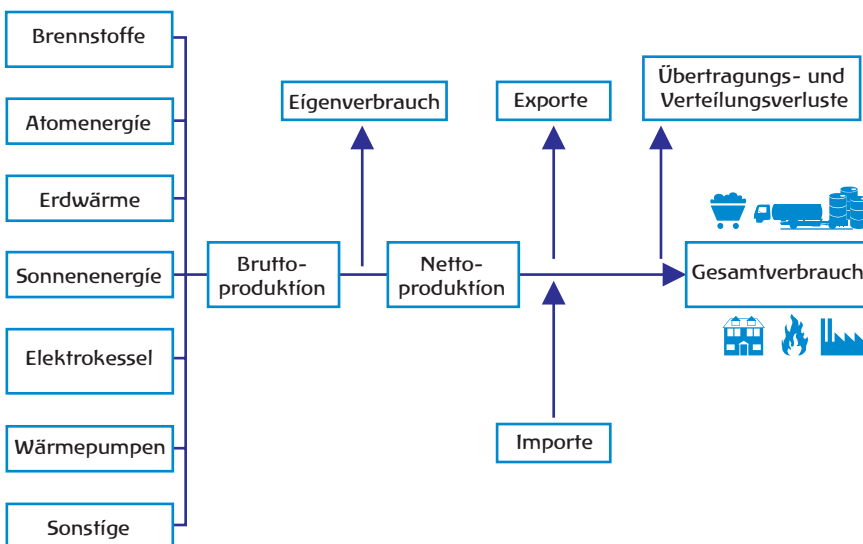 Brennstoffe
Atomenergie
Erdwärme
Sonnenenergie
Elektrokessel
Wärmepumpen
Sonstige
Brutto-
produktion
Eigenverbrauch
Netto-
produktion
Exporte
Importe
Übertragungs- und
Verteilungsverluste
Gesamtverbrauch